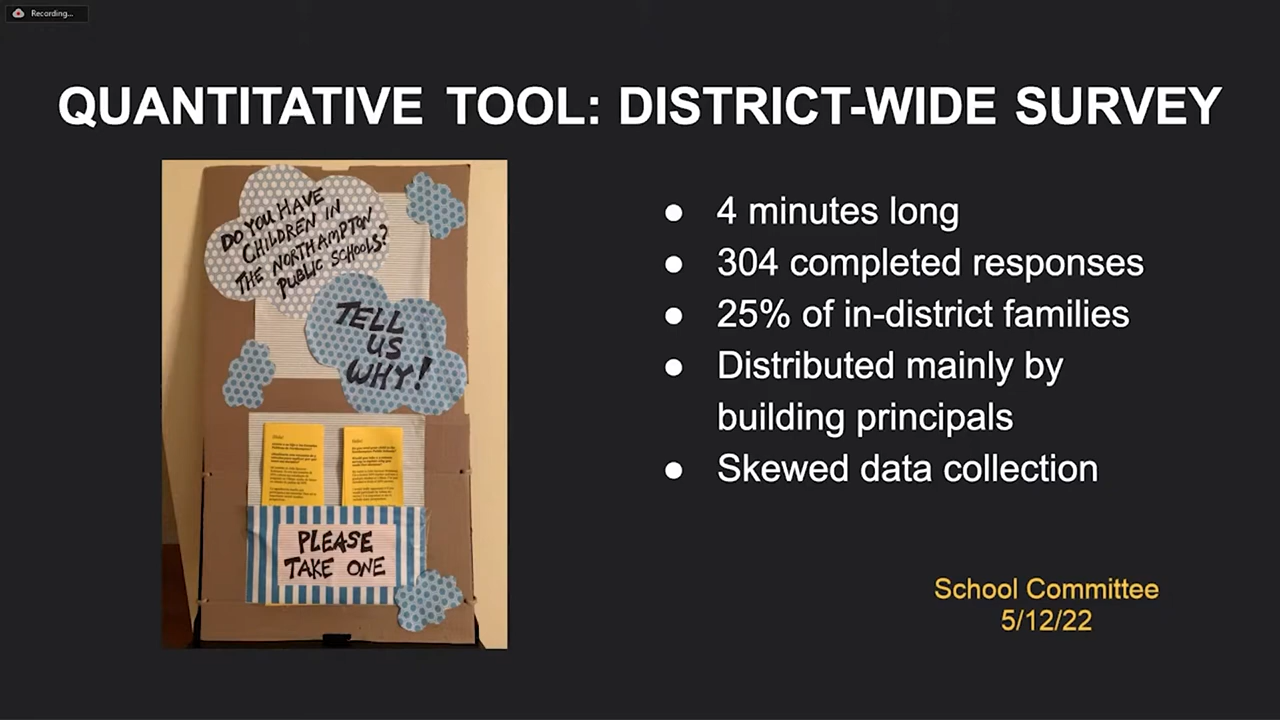 Recording...
QUANTITATIVE TOOL: DISTRICT-WIDE SURVEY
DO YOU HAVE
CHILDREN IN
THE NORTHAMPTON
PUBLIC SCHOOLS?
TELL
US
WHY!
PLEASE
TAKE ONE
● 4 minutes long
● 304 completed responses
● 25% of in-district families
● Distributed mainly by
building principals
● Skewed data collection
School Committee
5/12/22